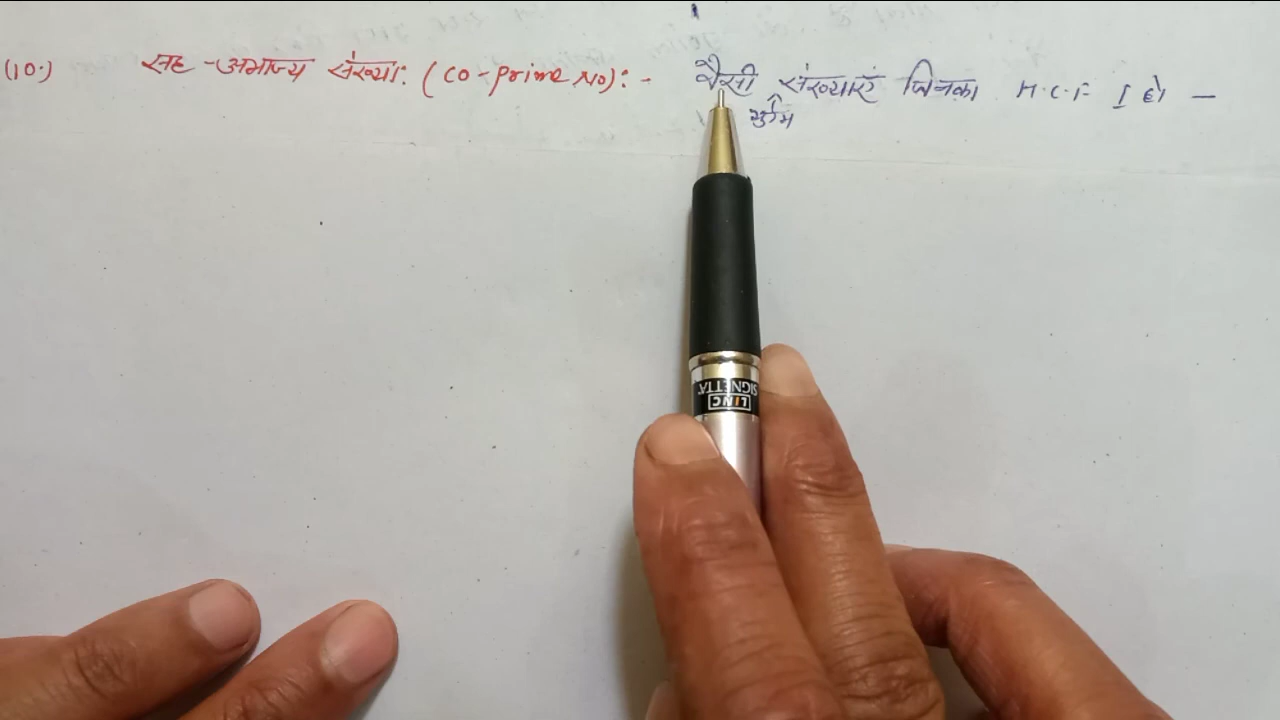 (10.) सह-अभाज्य संख्या: (Co-prime No):- वैसी संख्याएं जिनका H.C.F 1 हो -
युग्म
LINC
SIGNETTA